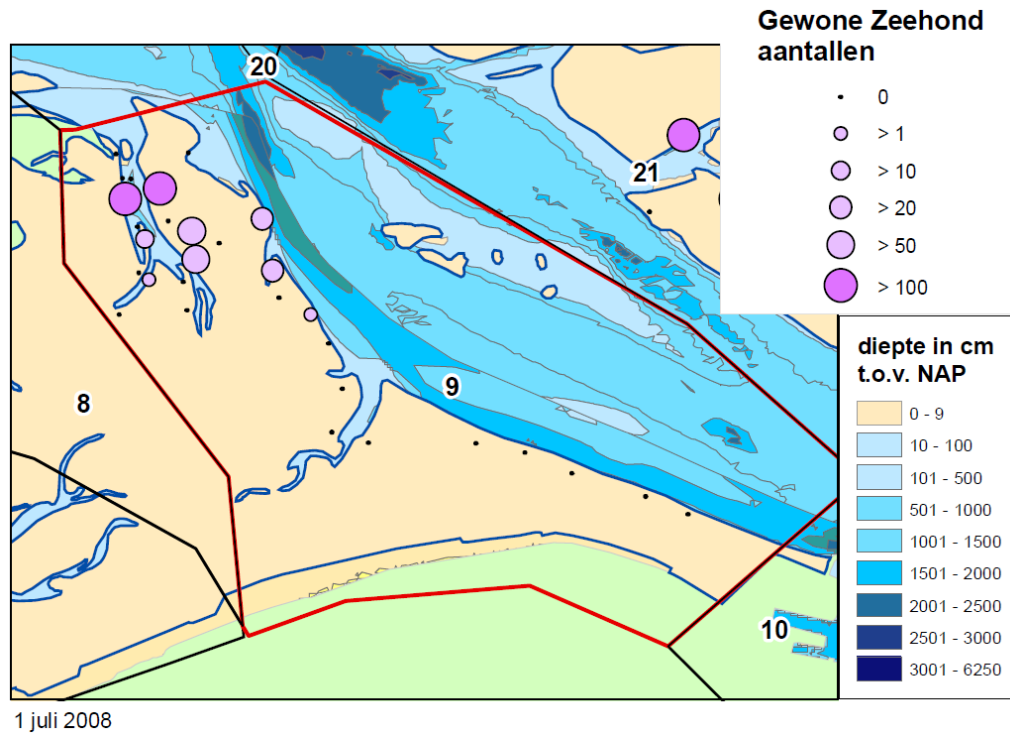 Gewone Zeehond
aantallen
0
> 1
> 10
> 20
> 50
> 100
20
21
8
9
10
diepte in cm
t.o.v. NAP
0 - 9
10 - 100
101 - 500
501 - 1000
1001 - 1500
1501 - 2000
2001 - 2500
2501 - 3000
3001 - 6250
1 juli 2008